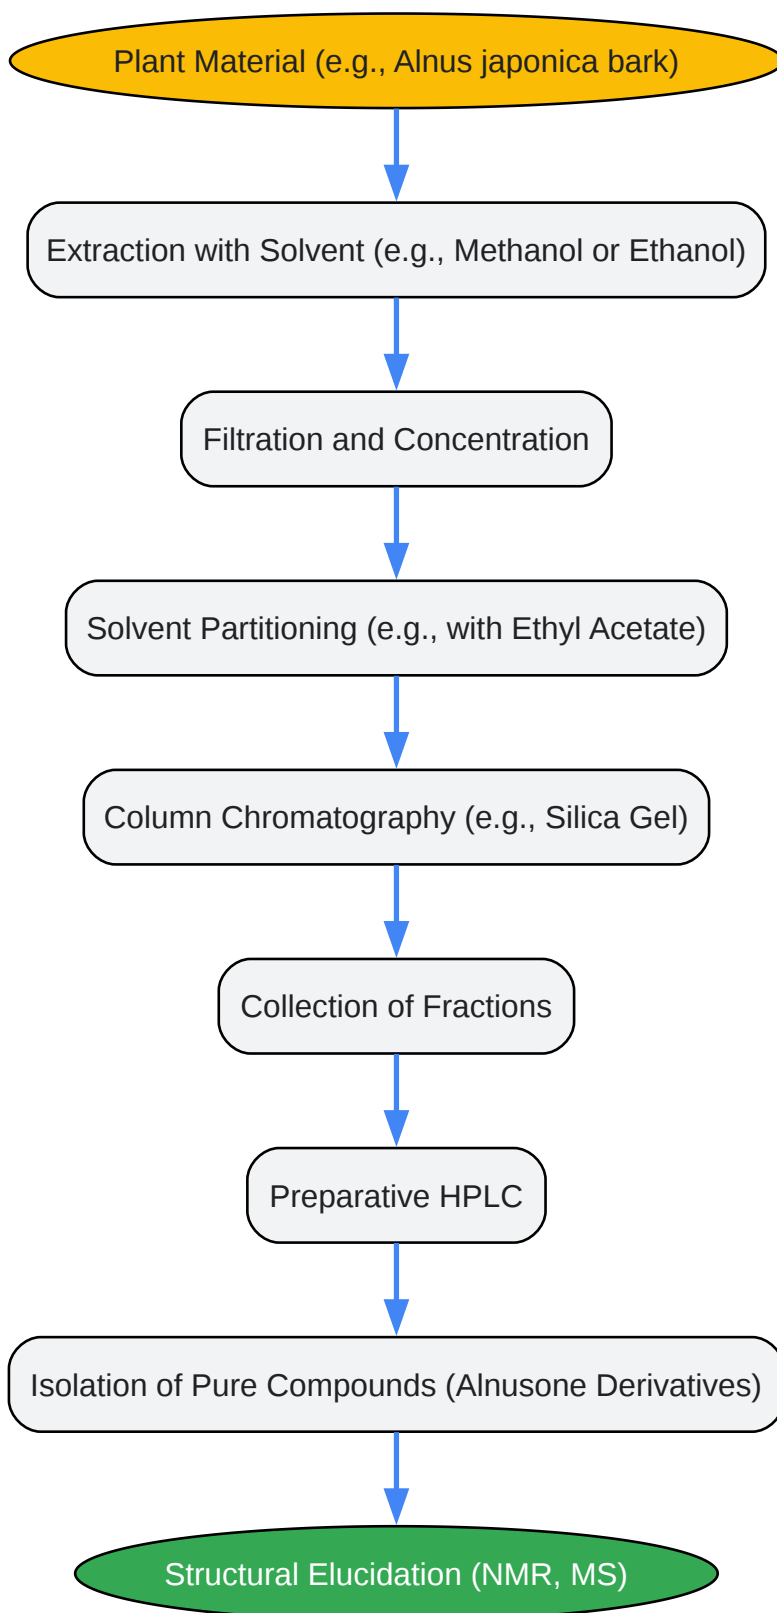 Plant Material (e.g., Alnus japonica bark)
Extraction with Solvent (e.g., Methanol or Ethanol)
Filtration and Concentration
Solvent Partitioning (e.g., with Ethyl Acetate)
Column Chromatography (e.g., Silica Gel)
Collection of Fractions
Preparative HPLC
Isolation of Pure Compounds (Alnusone Derivatives)
Structural Elucidation (NMR, MS)